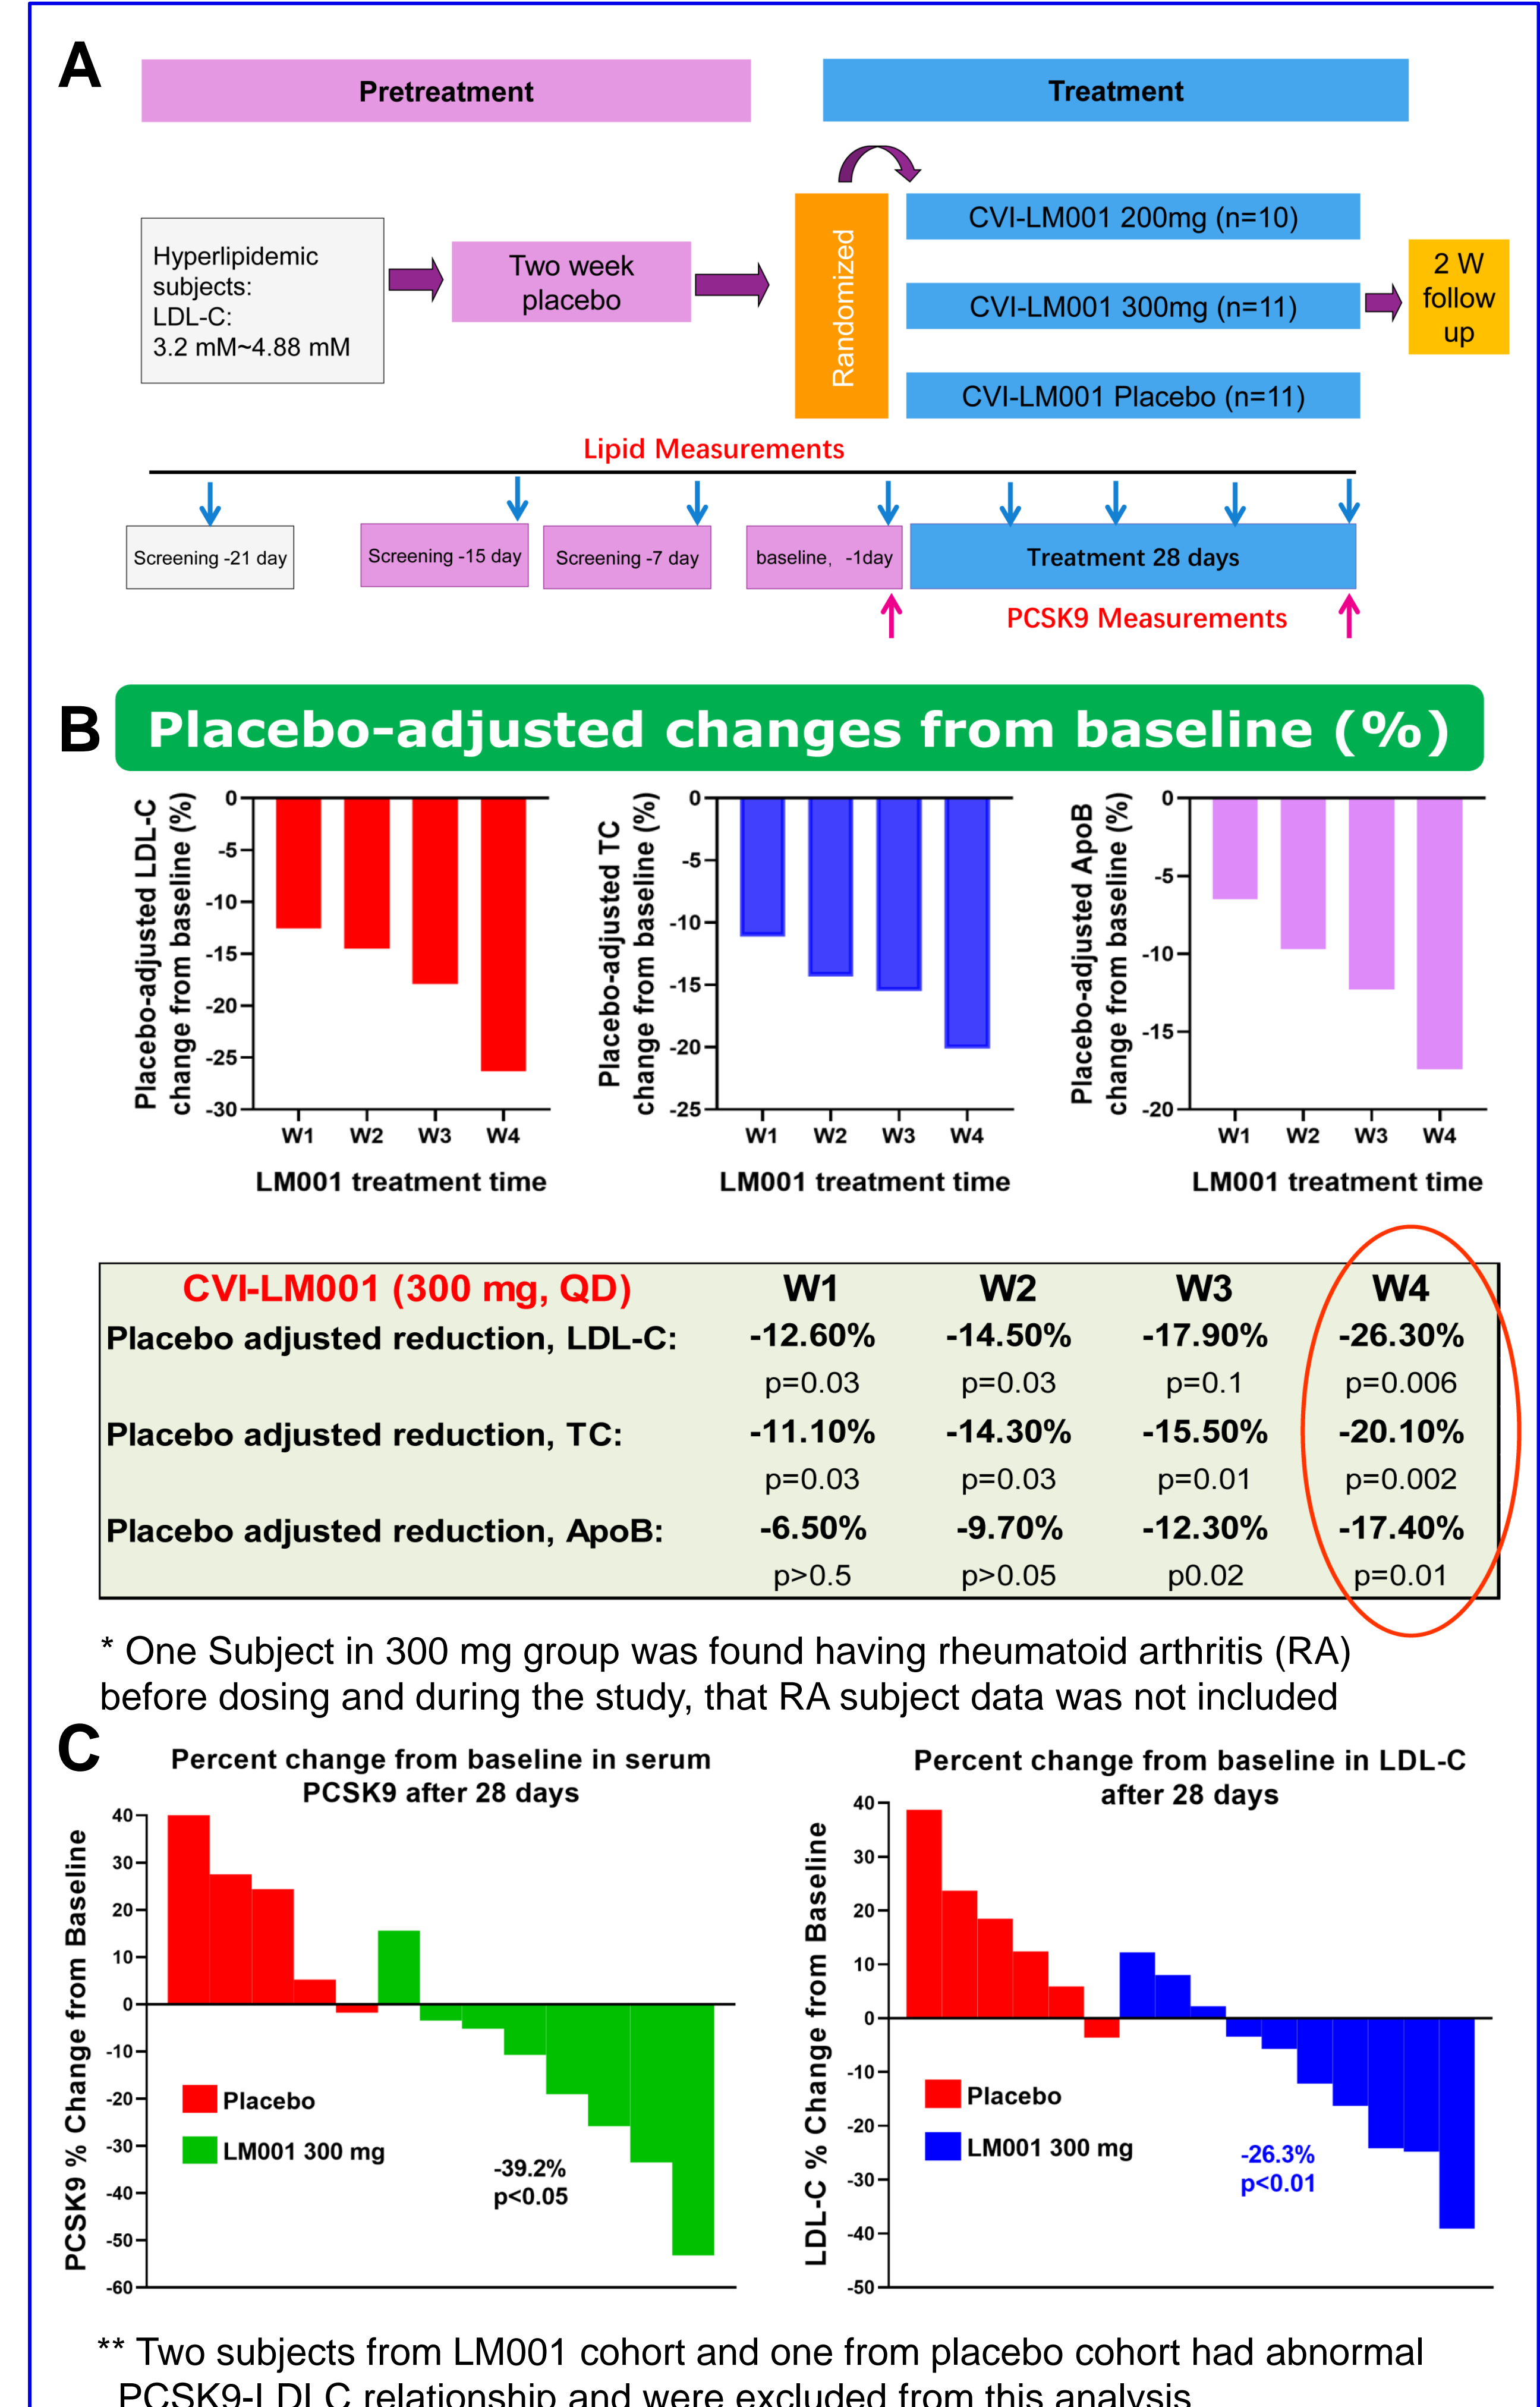 A
Pretreatment
Treatment
Hyperlipidemic
subjects:
LDL-C:
3.2 mM~4.88 mM
Two week
placebo
Randomized
CVI-LM001 200mg (n=10)
CVI-LM001 300mg (n=11)
CVI-LM001 Placebo (n=11)
2 W
follow
up
Lipid Measurements
Screening -21 day
Screening -15 day
Screening -7 day
baseline, -1day
Treatment 28 days
PCSK9 Measurements
B
Placebo-adjusted changes from baseline (%)
Placebo-adjusted LDL-C
change from baseline (%)
0
-5
-10
-15
-20
-25
-30
W1 W2 W3 W4
LM001 treatment time
Placebo-adjusted TC
change from baseline (%)
0
-5
-10
-15
-20
-25
W1 W2 W3 W4
LM001 treatment time
Placebo-adjusted ApoB
change from baseline (%)
0
-5
-10
-15
-20
W1 W2 W3 W4
LM001 treatment time
CVI-LM001 (300 mg, QD) W1 W2 W3 W4
Placebo adjusted reduction, LDL-C: -12.60% -14.50% -17.90% -26.30%
p=0.03 p=0.03 p=0.1 p=0.006
Placebo adjusted reduction, TC: -11.10% -14.30% -15.50% -20.10%
p=0.03 p=0.03 p=0.01 p=0.002
Placebo adjusted reduction, ApoB: -6.50% -9.70% -12.30% -17.40%
p>0.5 p>0.05 p0.02 p=0.01
* One Subject in 300 mg group was found having rheumatoid arthritis (RA)
before dosing and during the study, that RA subject data was not included
C
Percent change from baseline in serum
PCSK9 after 28 days
PCSK9 % Change from Baseline
40
30
20
10
0
-10
-20
-30
-40
-50
-60
Placebo
LM001 300 mg
-39.2%
p<0.05
Percent change from baseline in LDL-C
after 28 days
LDL-C % Change from Baseline
40
30
20
10
0
-10
-20
-30
-40
-50
Placebo
LM001 300 mg
-26.3%
p<0.01
** Two subjects from LM001 cohort and one from placebo cohort had abnormal
PCSK9-LDLC relationship and were excluded from this analysis